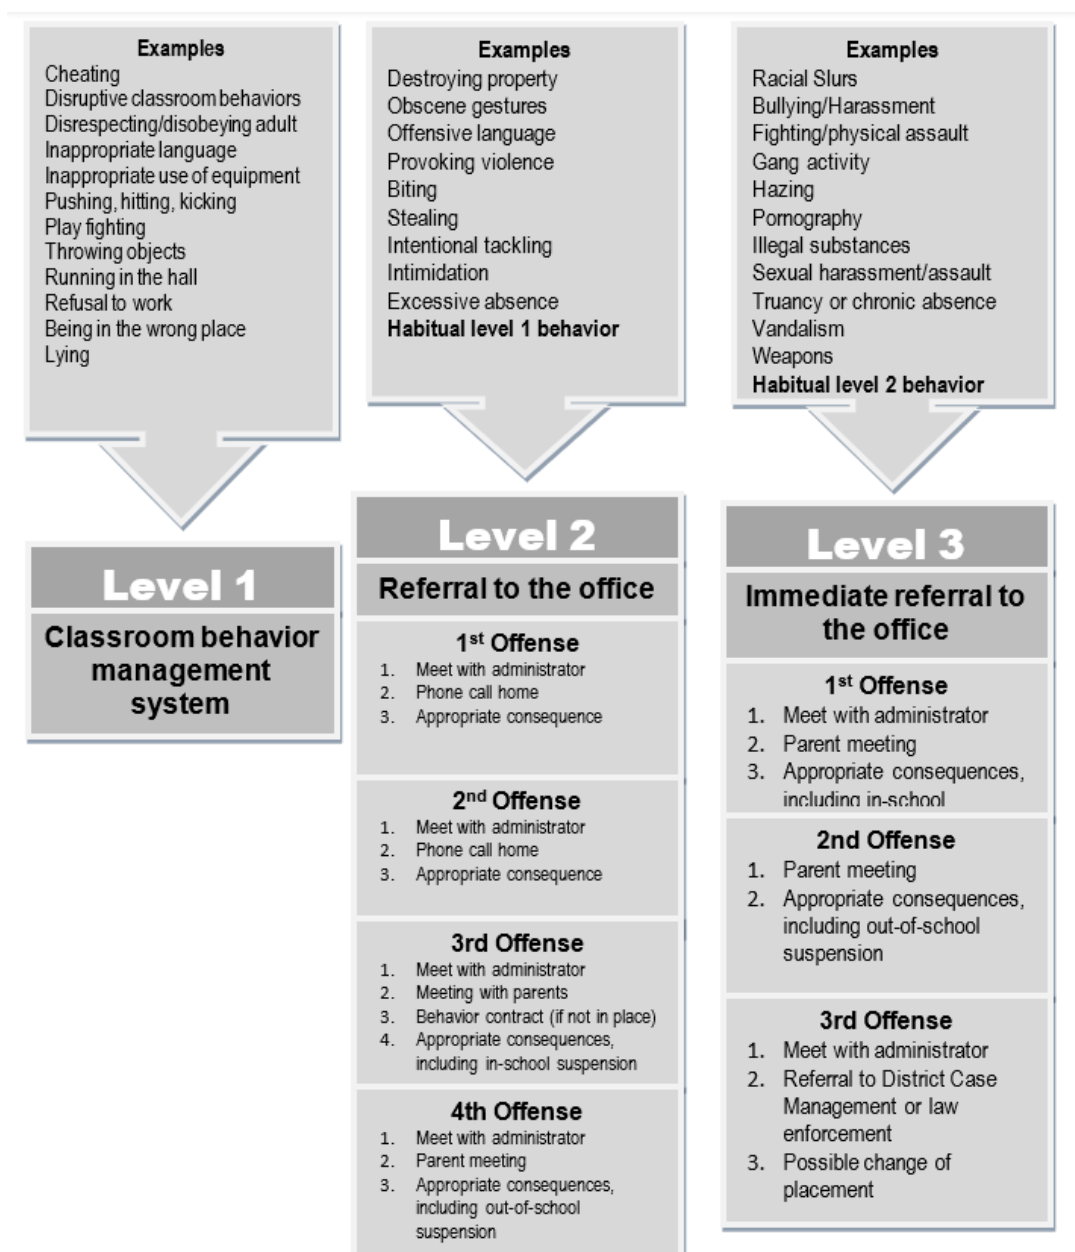 Examples
Cheating
Disruptive classroom behaviors
Disrespecting/disobeying adult
Inappropriate language
Inappropriate use of equipment
Pushing, hitting, kicking
Play fighting
Throwing objects
Running in the hall
Refusal to work
Being in the wrong place
Lying
Level 1
Classroom behavior
management
system
Examples
Destroying property
Obscene gestures
Offensive language
Provoking violence
Biting
Stealing
Intentional tackling
Intimidation
Excessive absence
Habitual level 1 behavior
Level 2
Referral to the office
1st Offense
1. Meet with administrator
2. Phone call home
3. Appropriate consequence
2nd Offense
1. Meet with administrator
2. Phone call home
3. Appropriate consequence
3rd Offense
1. Meet with administrator
2. Meeting with parents
3. Behavior contract (if not in place)
4. Appropriate consequences,
including in-school suspension
4th Offense
1. Meet with administrator
2. Parent meeting
3. Appropriate consequences,
including out-of-school
suspension
Examples
Racial Slurs
Bullying/Harassment
Fighting/physical assault
Gang activity
Hazing
Pornography
Illegal substances
Sexual harassment/assault
Truancy or chronic absence
Vandalism
Weapons
Habitual level 2 behavior
Level 3
Immediate referral to
the office
1st Offense
1. Meet with administrator
2. Parent meeting
3. Appropriate consequences,
including in-school
2nd Offense
1. Parent meeting
2. Appropriate consequences,
including out-of-school
suspension
3rd Offense
1. Meet with administrator
2. Referral to District Case
Management or law
enforcement
3. Possible change of
placement